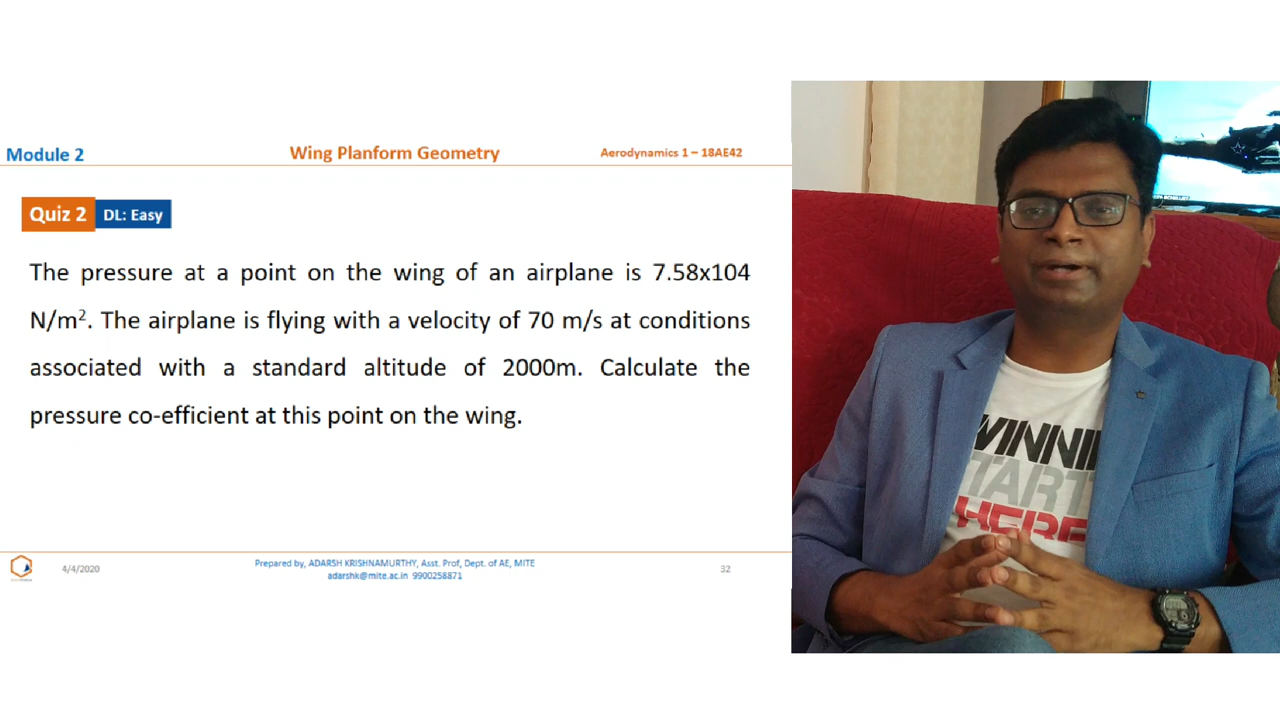 Module 2
Wing Planform Geometry
Aerodynamics 1 – 18AE42
Quiz 2
DL: Easy
The pressure at a point on the wing of an airplane is 7.58x104
N/m². The airplane is flying with a velocity of 70 m/s at conditions
associated with a standard altitude of 2000m. Calculate the
pressure co-efficient at this point on the wing.
4/4/2020
Prepared by, ADARSH KRISHNAMURTHY, Asst. Prof, Dept. of AE, MITE
adarshk@mite.ac.in 9900258871
32
START
HERE